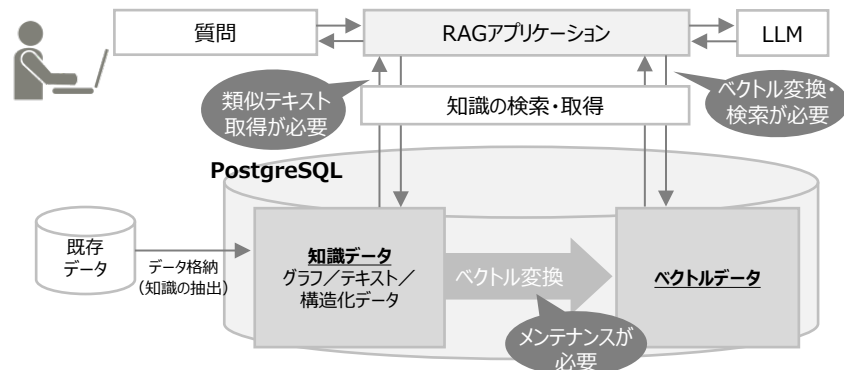 質問
RAGアプリケーション
LLM
類似テキスト
取得が必要
知識の検索・取得
ベクトル変換・
検索が必要
PostgreSQL
既存
データ
データ格納
（知識の抽出）
知識データ
グラフ／テキスト／
構造化データ
ベクトル変換
ベクトルデータ
メンテナンスが
必要